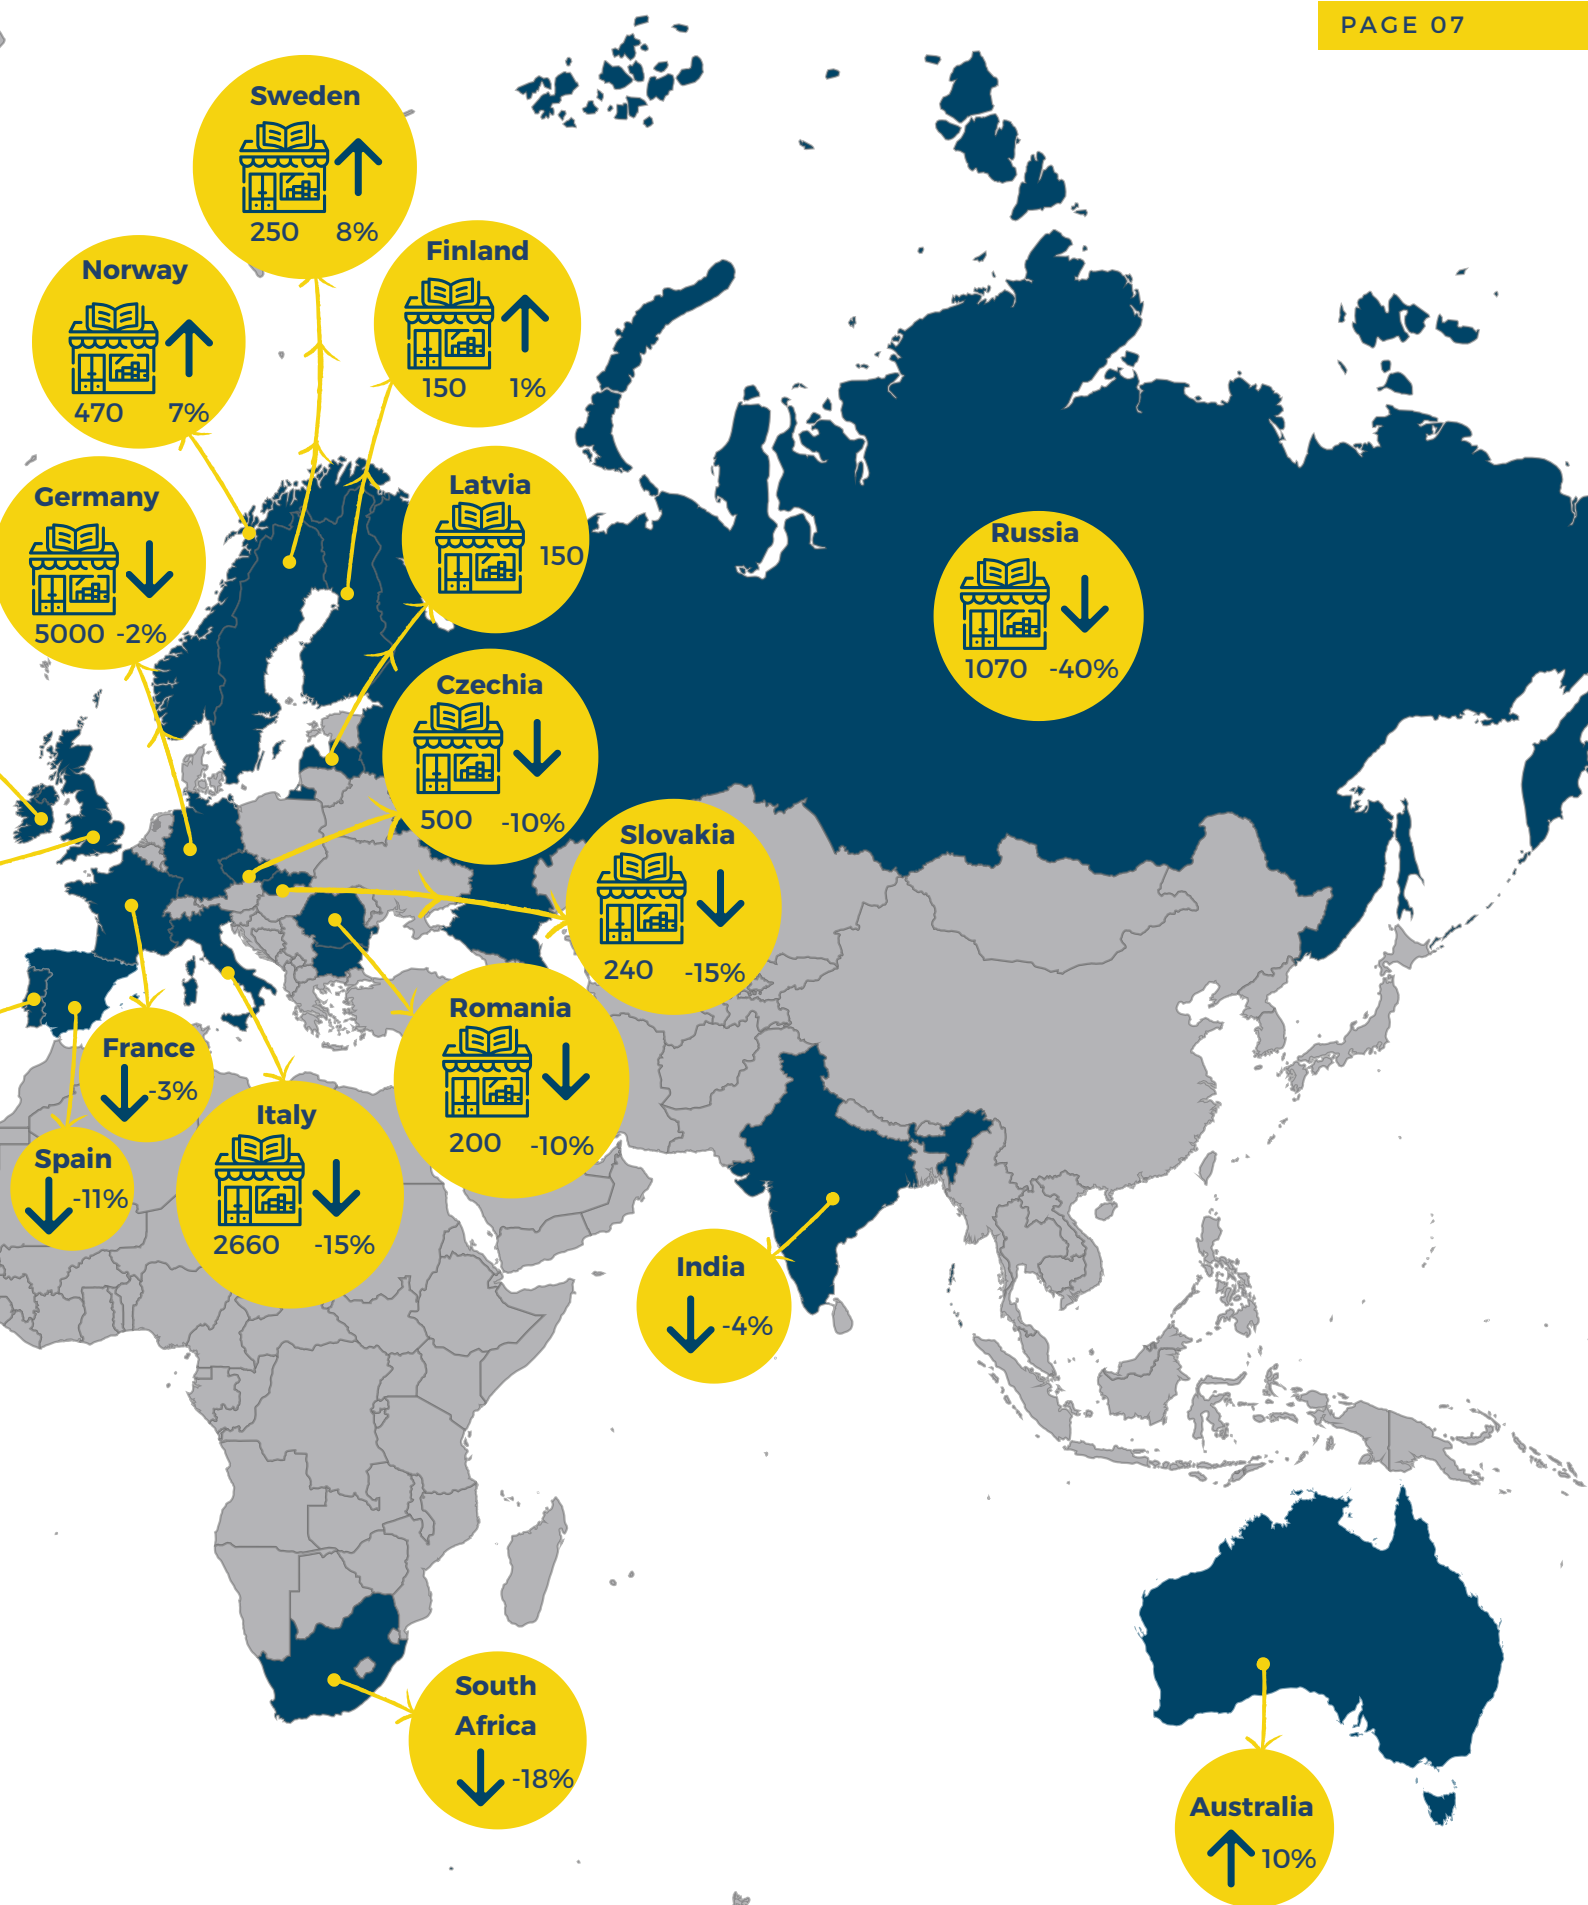 PAGE 07
Sweden
250 8%
Norway
470 7%
Finland
150 1%
Germany
5000 -2%
Latvia
150
Russia
1070 -40%
Czechia
500 -10%
Slovakia
240 -15%
Romania
200 -10%
France
-3%
Italy
2660 -15%
Spain
-11%
India
-4%
South
Africa
-18%
Australia
10%